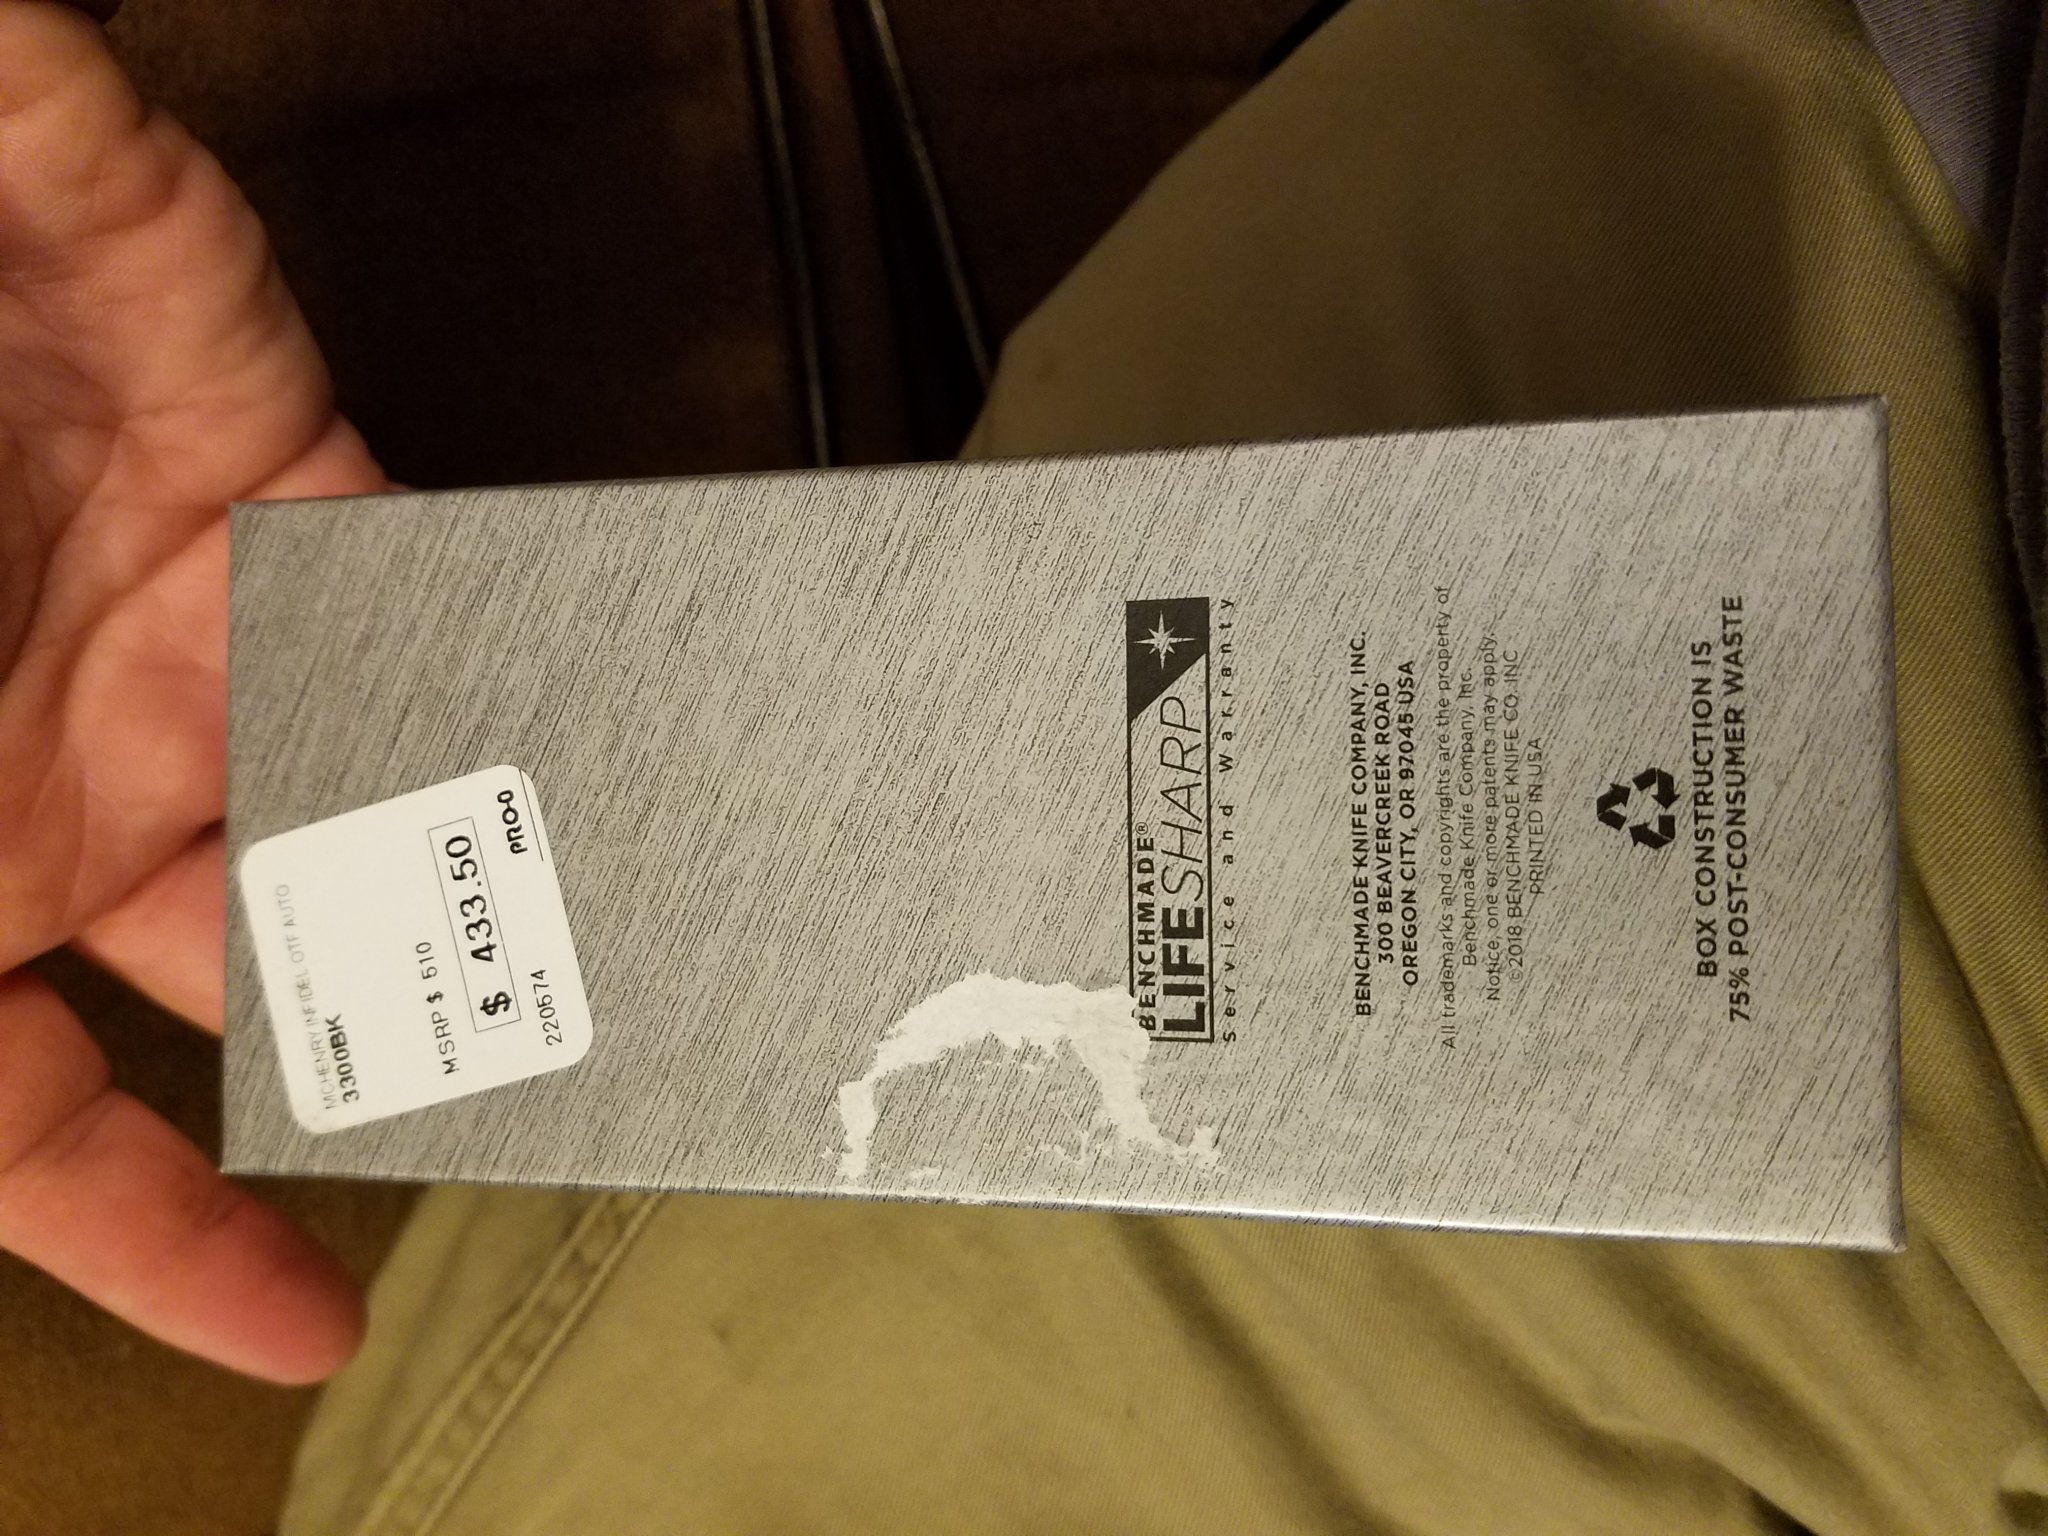 MCHENRY INFIDEL OTF AUTO
3300BK
MSRP $ 510
$ 433.50
PRO-0
220574
BENCHMADE®
LIFESHARP
Service and Warranty
BENCHMADE KNIFE COMPANY, INC.
300 BEAVERCREEK ROAD
OREGON CITY, OR 97045 USA
All trademarks and copyrights are the property of
Benchmade Knife Company, Inc.
Notice, one or more patents may apply.
©2018 BENCHMADE KNIFE CO. INC
PRINTED IN USA
BOX CONSTRUCTION IS
75% POST-CONSUMER WASTE